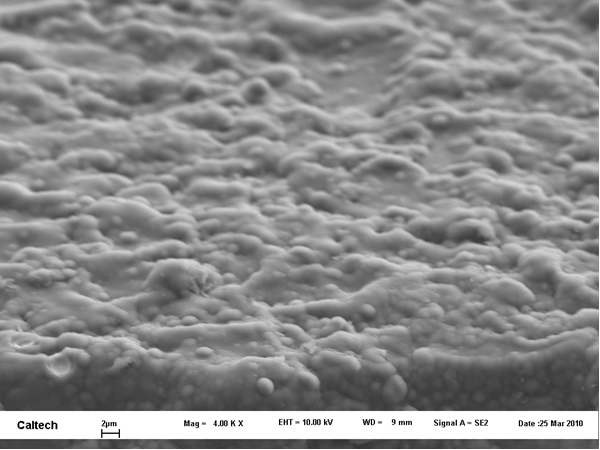 Caltech 2μm Mag = 4.00 K X EHT = 10.00 kV WD = 9 mm Signal A = SE2 Date :25 Mar 2010